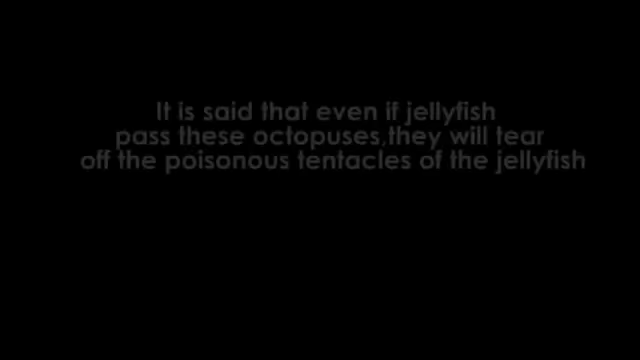 It is said that even if jellyfish
pass these octopuses,they will tear
off the poisonous tentacles of the jellyfish